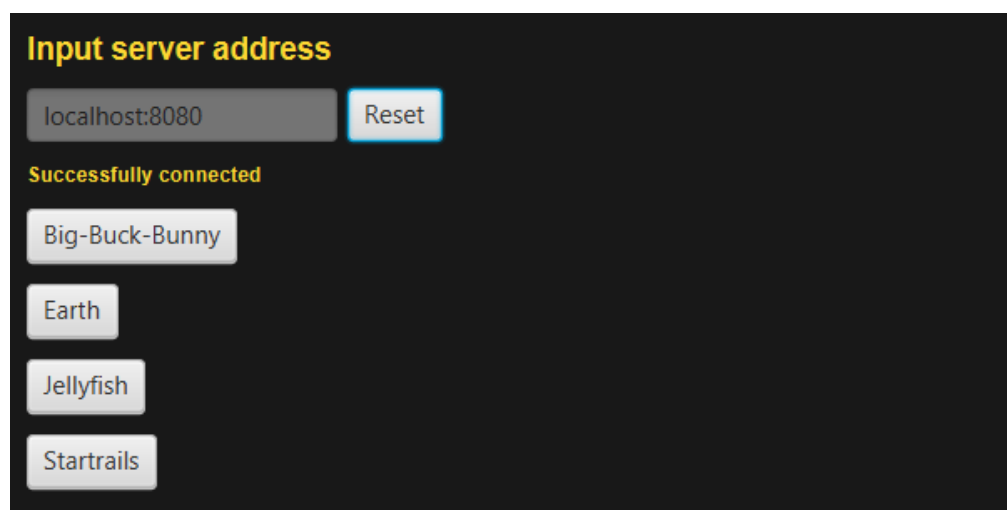 Input server address
localhost:8080 Reset
Successfully connected
Big-Buck-Bunny
Earth
Jellyfish
Startrails